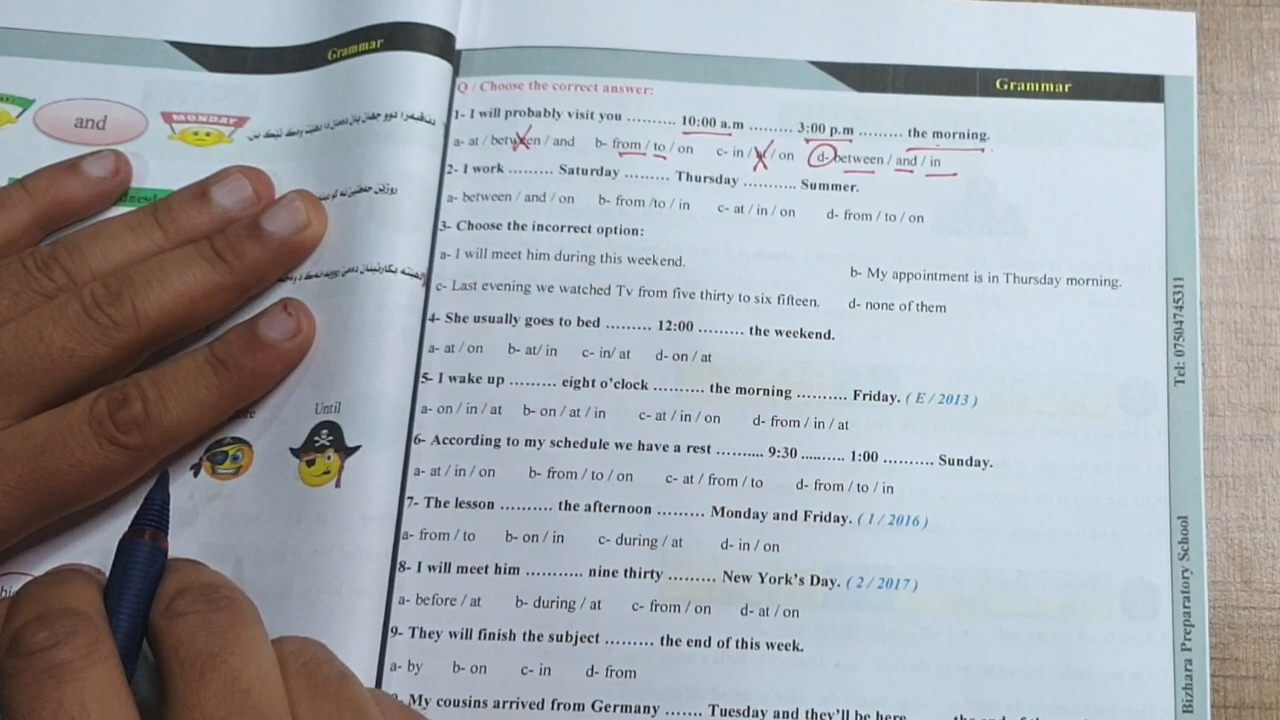 Grammar
and
MONDAY
Until
Grammar
Q / Choose the correct answer:
1- I will probably visit you .......... 10:00 a.m ......... 3:00 p.m ......... the morning.
a- at / between / and b- from / to / on c- in / / on d- between / and / in
2- I work ......... Saturday ......... Thursday .......... Summer.
a- between / and / on b- from /to / in c- at / in / on d- from / to / on
3- Choose the incorrect option:
a- I will meet him during this weekend. b- My appointment is in Thursday morning.
c- Last evening we watched Tv from five thirty to six fifteen. d- none of them
4- She usually goes to bed ......... 12:00 ......... the weekend.
a- at / on b- at/ in c- in/ at d- on / at
5- I wake up ......... eight o'clock .......... the morning .......... Friday. ( E / 2013 )
a- on / in / at b- on / at / in c- at / in / on d- from / in / at
6- According to my schedule we have a rest .......... 9:30 .......... 1:00 .......... Sunday.
a- at / in / on b- from / to / on c- at / from / to d- from / to / in
7- The lesson .......... the afternoon ......... Monday and Friday. ( 1 / 2016 )
a- from / to b- on / in c- during / at d- in / on
8- I will meet him ........... nine thirty ......... New York's Day. ( 2 / 2017 )
a- before / at b- during / at c- from / on d- at / on
9- They will finish the subject ......... the end of this week.
a- by b- on c- in d- from
My cousins arrived from Germany ....... Tuesday and they'll be here
Tel: 07504745311
Bizhara Preparatory School